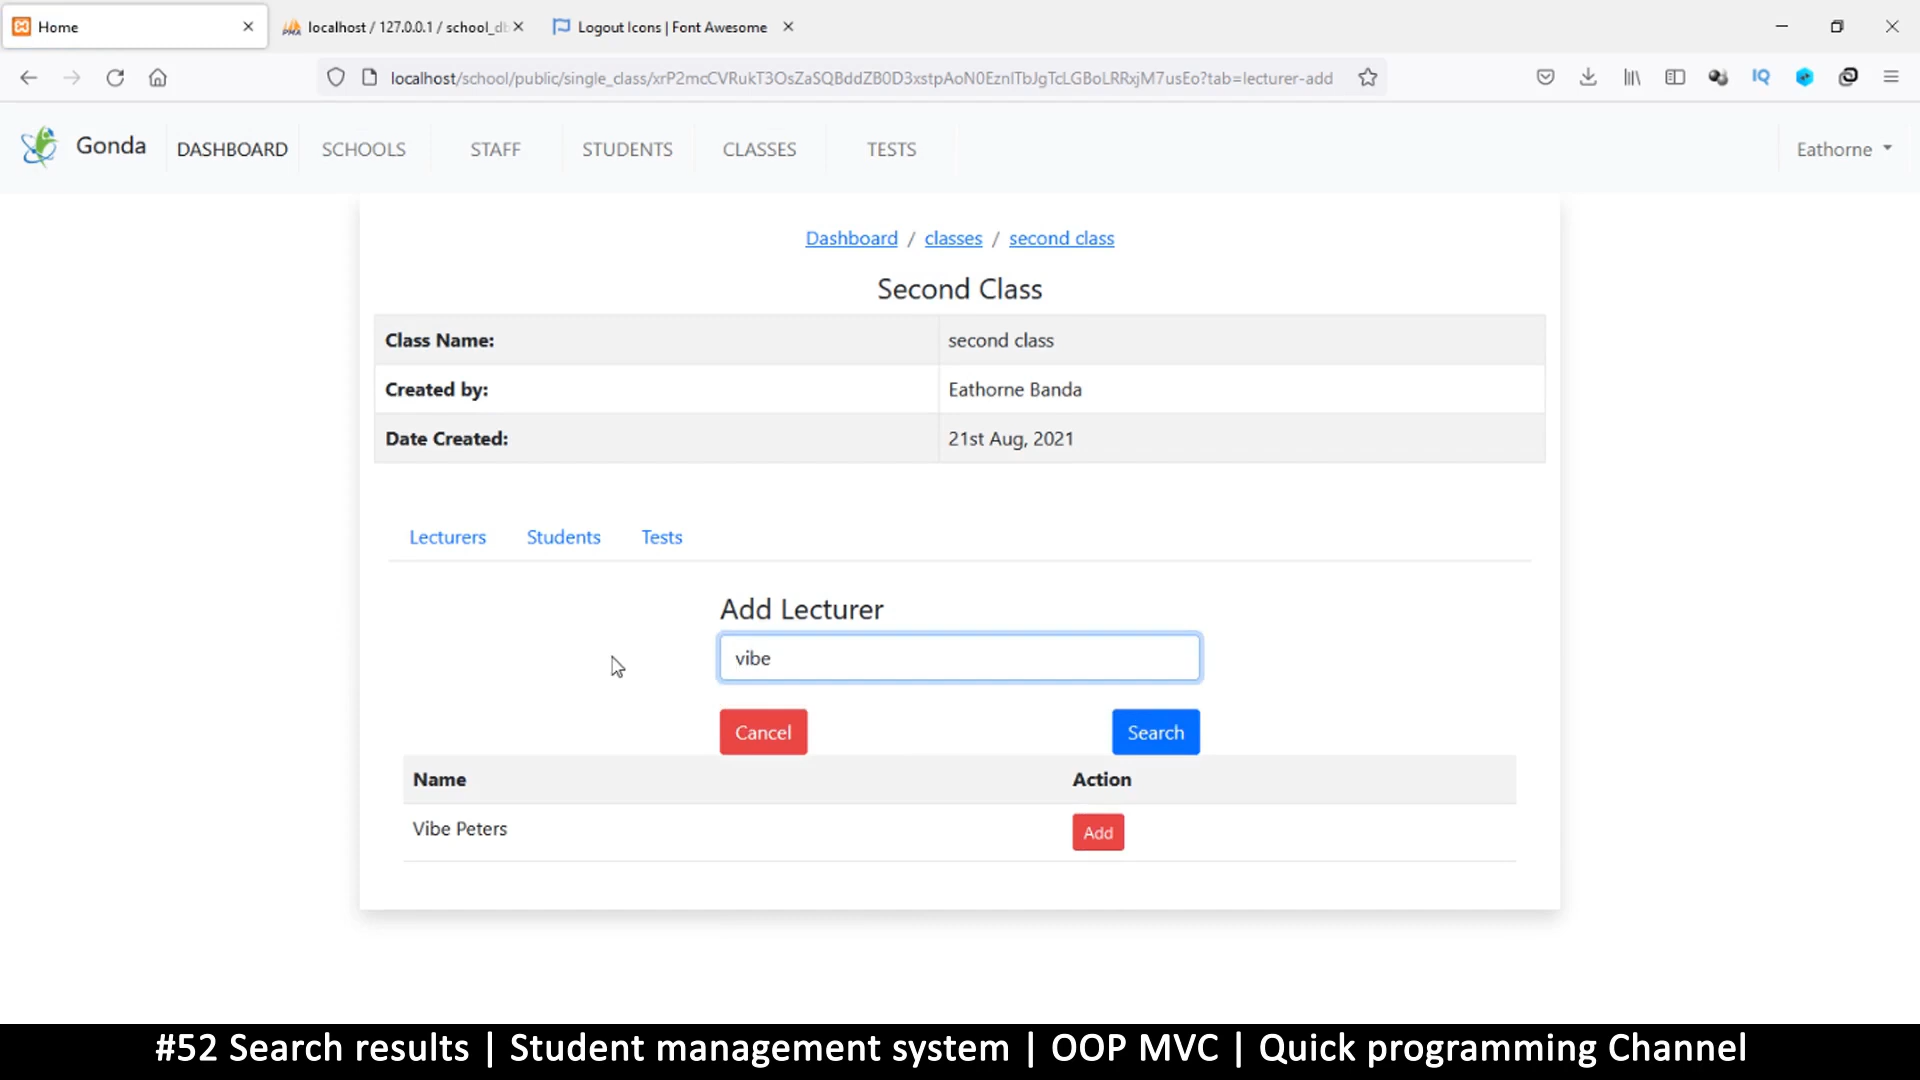 Home
localhost / 127.0.0.1 / school_db
Logout Icons | Font Awesome
localhost/school/public/single_class/xrP2mcCVRukT3OsZaSQBddZB0D3xstpAoN0EznITbJgTcLGBoLRRxjM7usEo?tab=lecturer-add
IQ
Gonda
DASHBOARD
SCHOOLS
STAFF
STUDENTS
CLASSES
TESTS
Eathorne
Dashboard / classes / second class
Second Class
Class Name: second class
Created by: Eathorne Banda
Date Created: 21st Aug, 2021
Lecturers
Students
Tests
Add Lecturer
vibe
Cancel
Search
Name Action
Vibe Peters Add
#52 Search results | Student management system | OOP MVC | Quick programming Channel